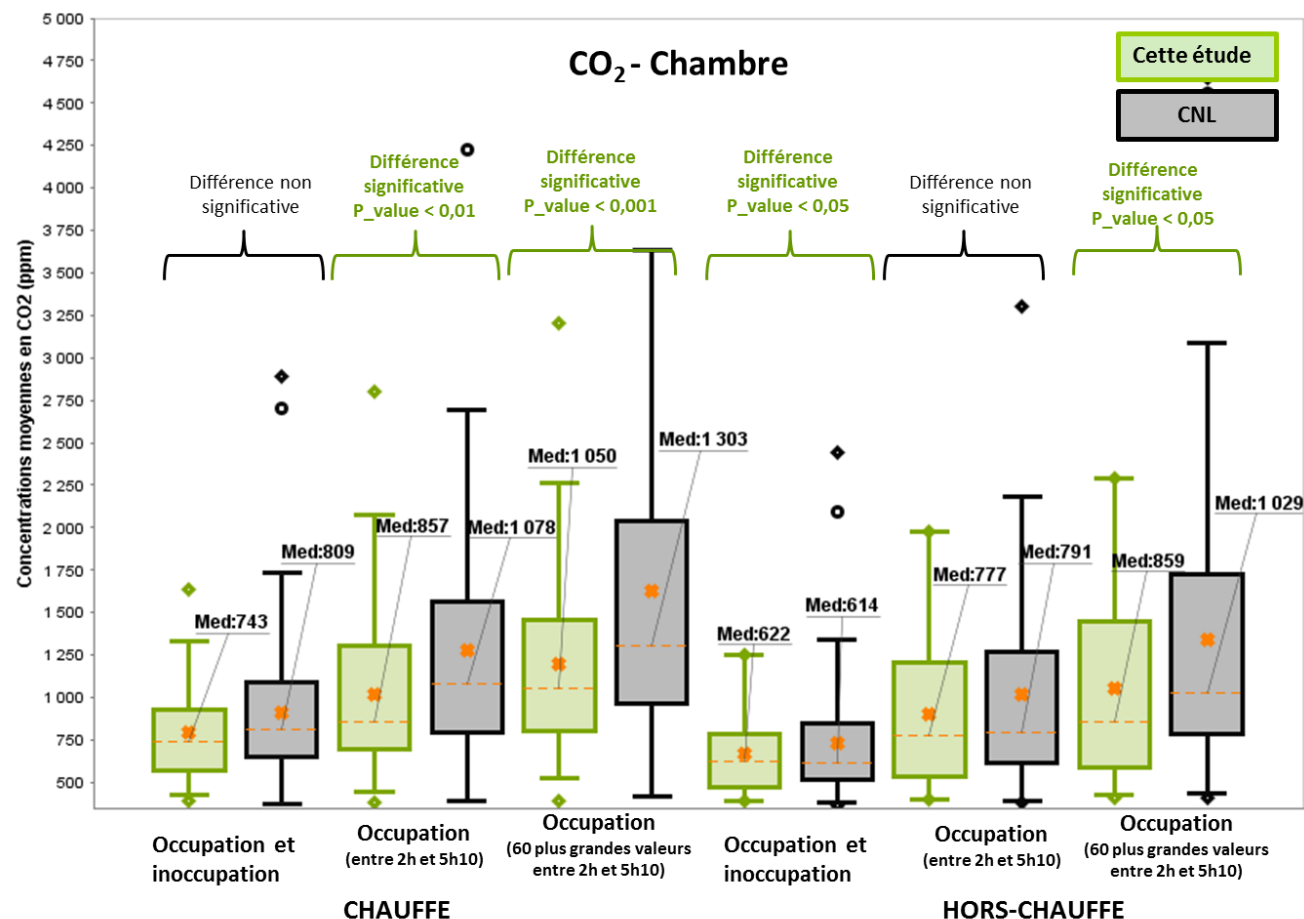 CO2 - Chambre
Cette étude
CNL
Concentrations moyennes en CO2 (ppm)
5 000
4 750
4 500
4 250
4 000
3 750
3 500
3 250
3 000
2 750
2 500
2 250
2 000
1 750
1 500
1 250
1 000
750
500
Différence non
significative
Différence
significative
P_value < 0,01
Différence
significative
P_value < 0,001
Différence
significative
P_value < 0,05
Différence non
significative
Différence
significative
P_value < 0,05
Med:743
Med:809
Med:857
Med:1 078
Med:1 050
Med:1 303
Med:622
Med:614
Med:777
Med:791
Med:859
Med:1 029
Occupation et
inoccupation
Occupation
(entre 2h et 5h10)
Occupation
(60 plus grandes valeurs
entre 2h et 5h10)
Occupation et
inoccupation
Occupation
(entre 2h et 5h10)
Occupation
(60 plus grandes valeurs
entre 2h et 5h10)
CHAUFFE
HORS-CHAUFFE